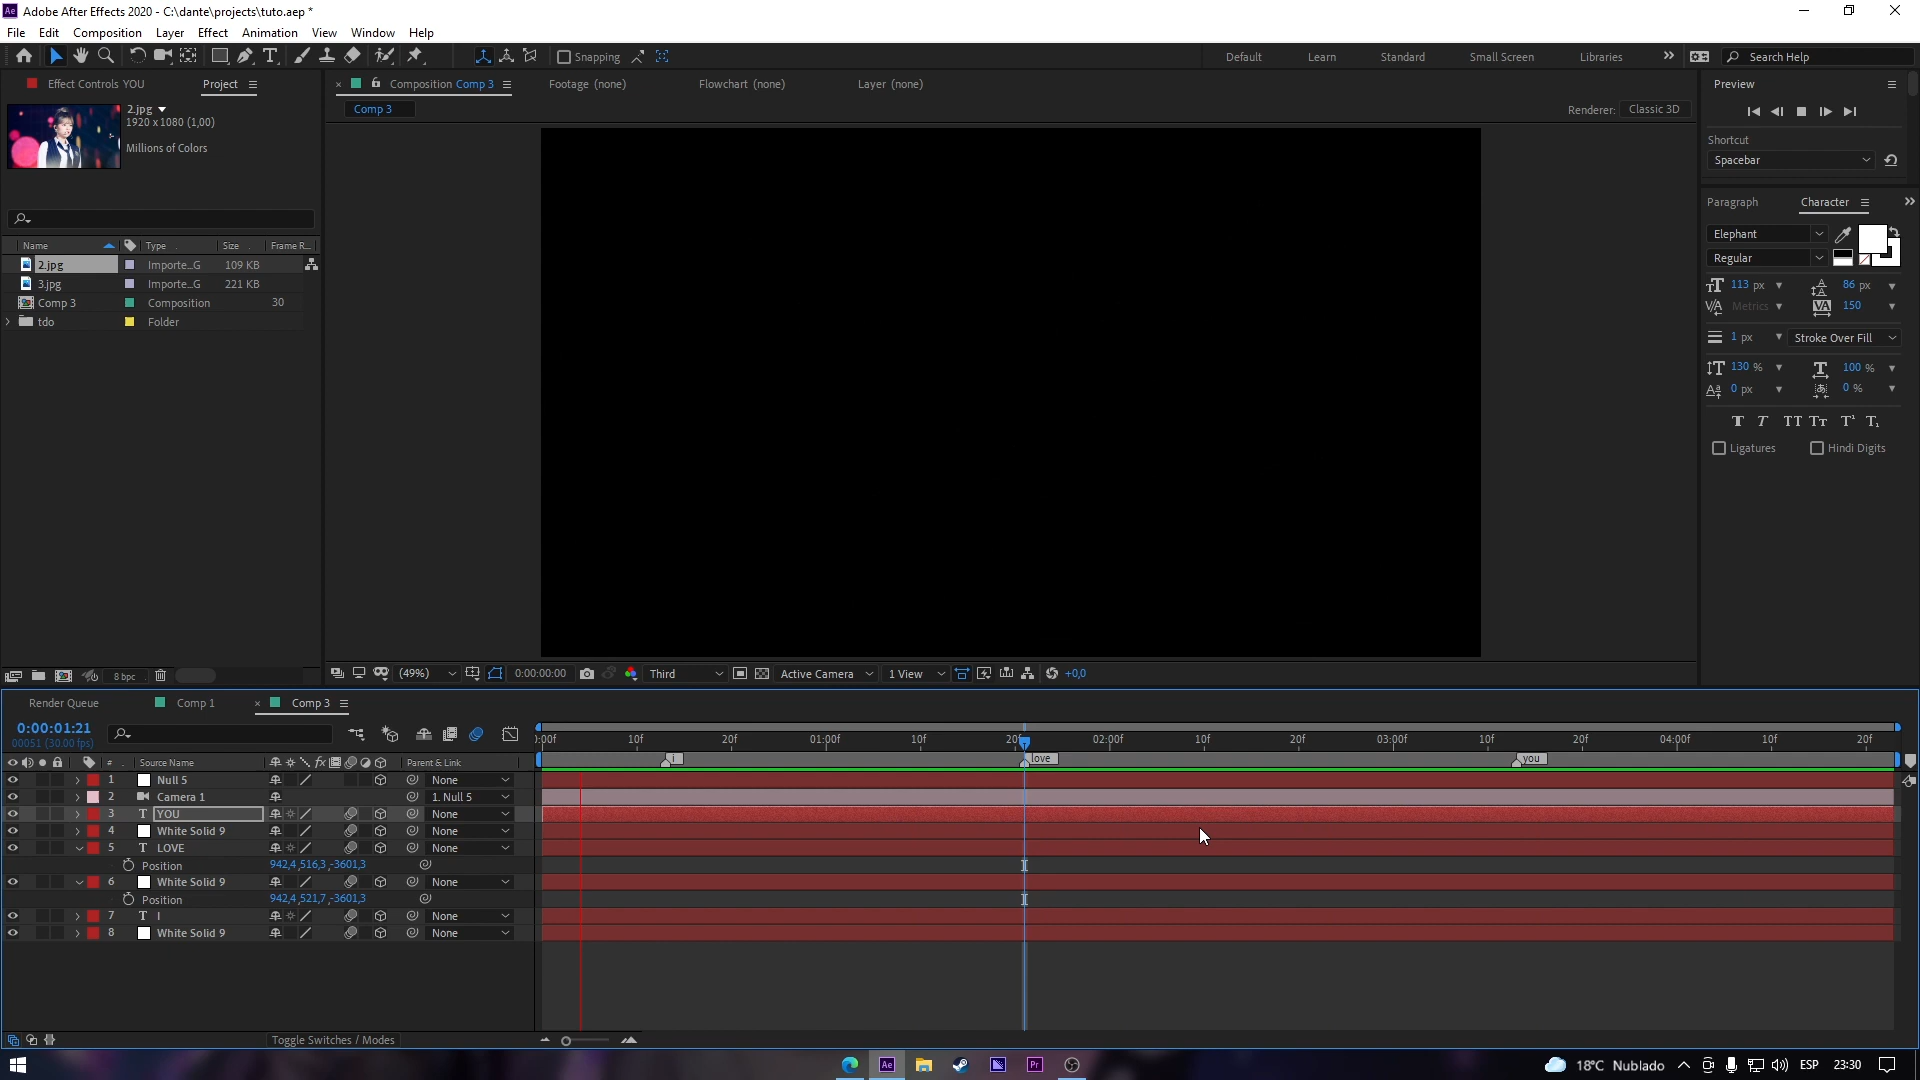 Ae Adobe After Effects 2020 - C:\dante\projects\tuto.aep *
File Edit Composition Layer Effect Animation View Window Help
Snapping Default Learn Standard Small Screen Libraries Search Help
Effect Controls YOU Project
Composition Comp 3 Footage (none) Flowchart (none) Layer (none)
Preview
2.jpg
1920 x 1080 (1,00)
Millions of Colors
Comp 3
Renderer: Classic 3D
Shortcut
Spacebar
Paragraph Character
Elephant
Regular
113 px 86 px
Metrics 150
1 px Stroke Over Fill
130 % 100 %
0 px 0 %
T T TT Tт T¹ T₁
Ligatures Hindi Digits
Name Type Size Frame R...
2.jpg Importe...G 109 KB
3.jpg Importe...G 221 KB
Comp 3 Composition 30
tdo Folder
8 bpc
(49%) 0:00:00:00 Third Active Camera 1 View +0,0
Render Queue Comp 1 Comp 3
0:00:01:21
00051 (30.00 fps)
):00f 10f 20f 01:00f 10f 20f 02:00f 10f 20f 03:00f 10f 20f 04:00f 10f 20f
# Source Name Parent & Link
i love you
1 Null 5 None
2 Camera 1 1. Null 5
3 T YOU None
4 White Solid 9 None
5 T LOVE None
Position 942,4,516,3,-3601,3
6 White Solid 9 None
Position 942,4,521,7,-3601,3
7 T I None
8 White Solid 9 None
Toggle Switches / Modes
Ae Pr 18°C Nublado ESP 23:30